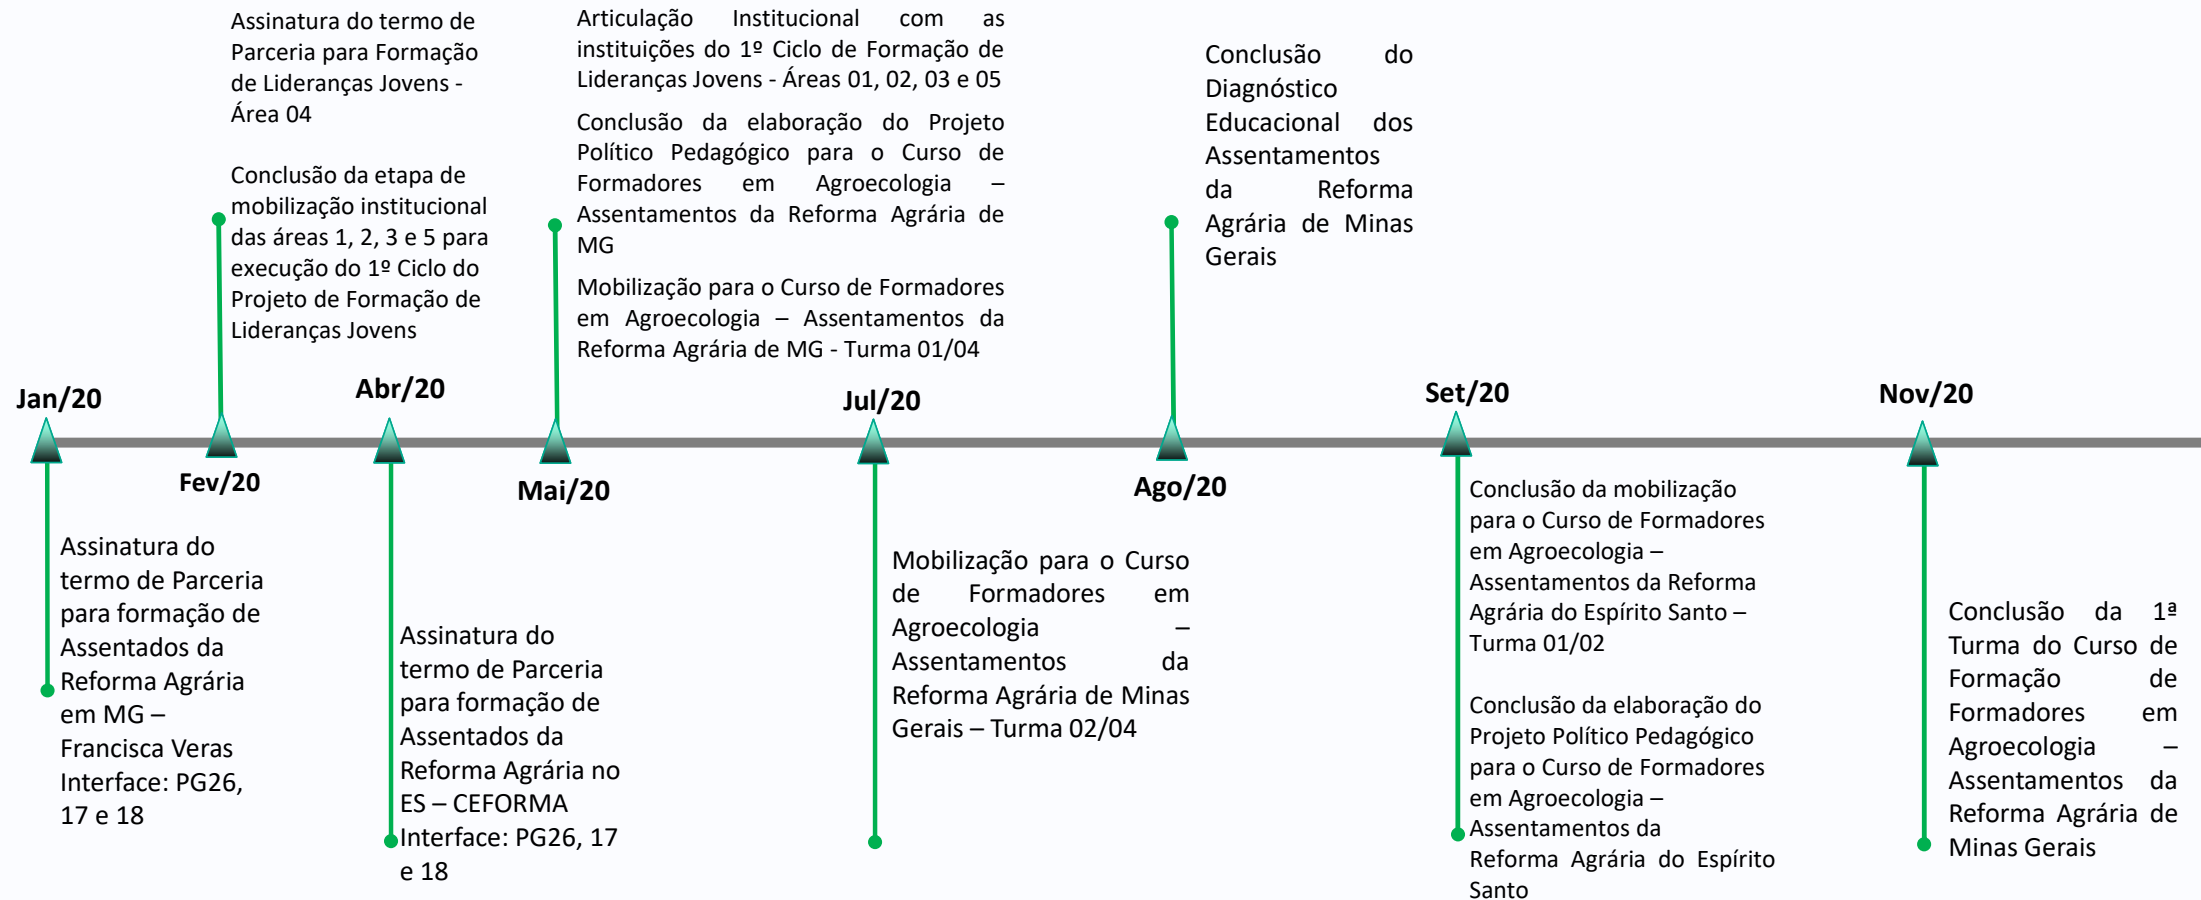 Jan/20
Assinatura do
termo de Parceria
para formação de
Assentados da
Reforma Agrária
em MG –
Francisca Veras
Interface: PG26,
17 e 18
Assinatura do termo de
Parceria para Formação
de Lideranças Jovens -
Área 04
Conclusão da etapa de
mobilização institucional
das áreas 1, 2, 3 e 5 para
execução do 1º Ciclo do
Projeto de Formação de
Lideranças Jovens
Fev/20
Abr/20
Assinatura do
termo de Parceria
para formação de
Assentados da
Reforma Agrária no
ES – CEFORMA
Interface: PG26, 17
e 18
Articulação Institucional com as
instituições do 1º Ciclo de Formação de
Lideranças Jovens - Áreas 01, 02, 03 e 05
Conclusão da elaboração do Projeto
Político Pedagógico para o Curso de
Formadores em Agroecologia –
Assentamentos da Reforma Agrária de
MG
Mobilização para o Curso de Formadores
em Agroecologia – Assentamentos da
Reforma Agrária de MG - Turma 01/04
Mai/20
Jul/20
Mobilização para o Curso
de Formadores em
Agroecologia –
Assentamentos da
Reforma Agrária de Minas
Gerais – Turma 02/04
Conclusão do
Diagnóstico
Educacional dos
Assentamentos
da Reforma
Agrária de Minas
Gerais
Ago/20
Set/20
Conclusão da mobilização
para o Curso de Formadores
em Agroecologia –
Assentamentos da Reforma
Agrária do Espírito Santo –
Turma 01/02
Conclusão da elaboração do
Projeto Político Pedagógico
para o Curso de Formadores
em Agroecologia –
Assentamentos da
Reforma Agrária do Espírito
Santo
Nov/20
Conclusão da 1ª
Turma do Curso de
Formação de
Formadores em
Agroecologia –
Assentamentos da
Reforma Agrária de
Minas Gerais